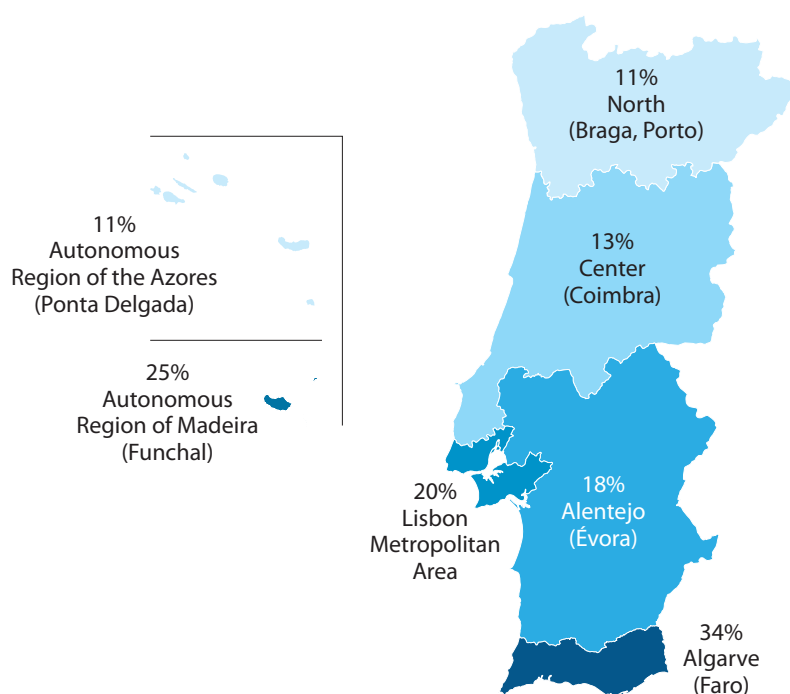 11%
North
(Braga, Porto)
11%
Autonomous
Region of the Azores
(Ponta Delgada)
13%
Center
(Coimbra)
25%
Autonomous
Region of Madeira
(Funchal)
20%
Lisbon
Metropolitan
Area
18%
Alentejo
(Évora)
34%
Algarve
(Faro)